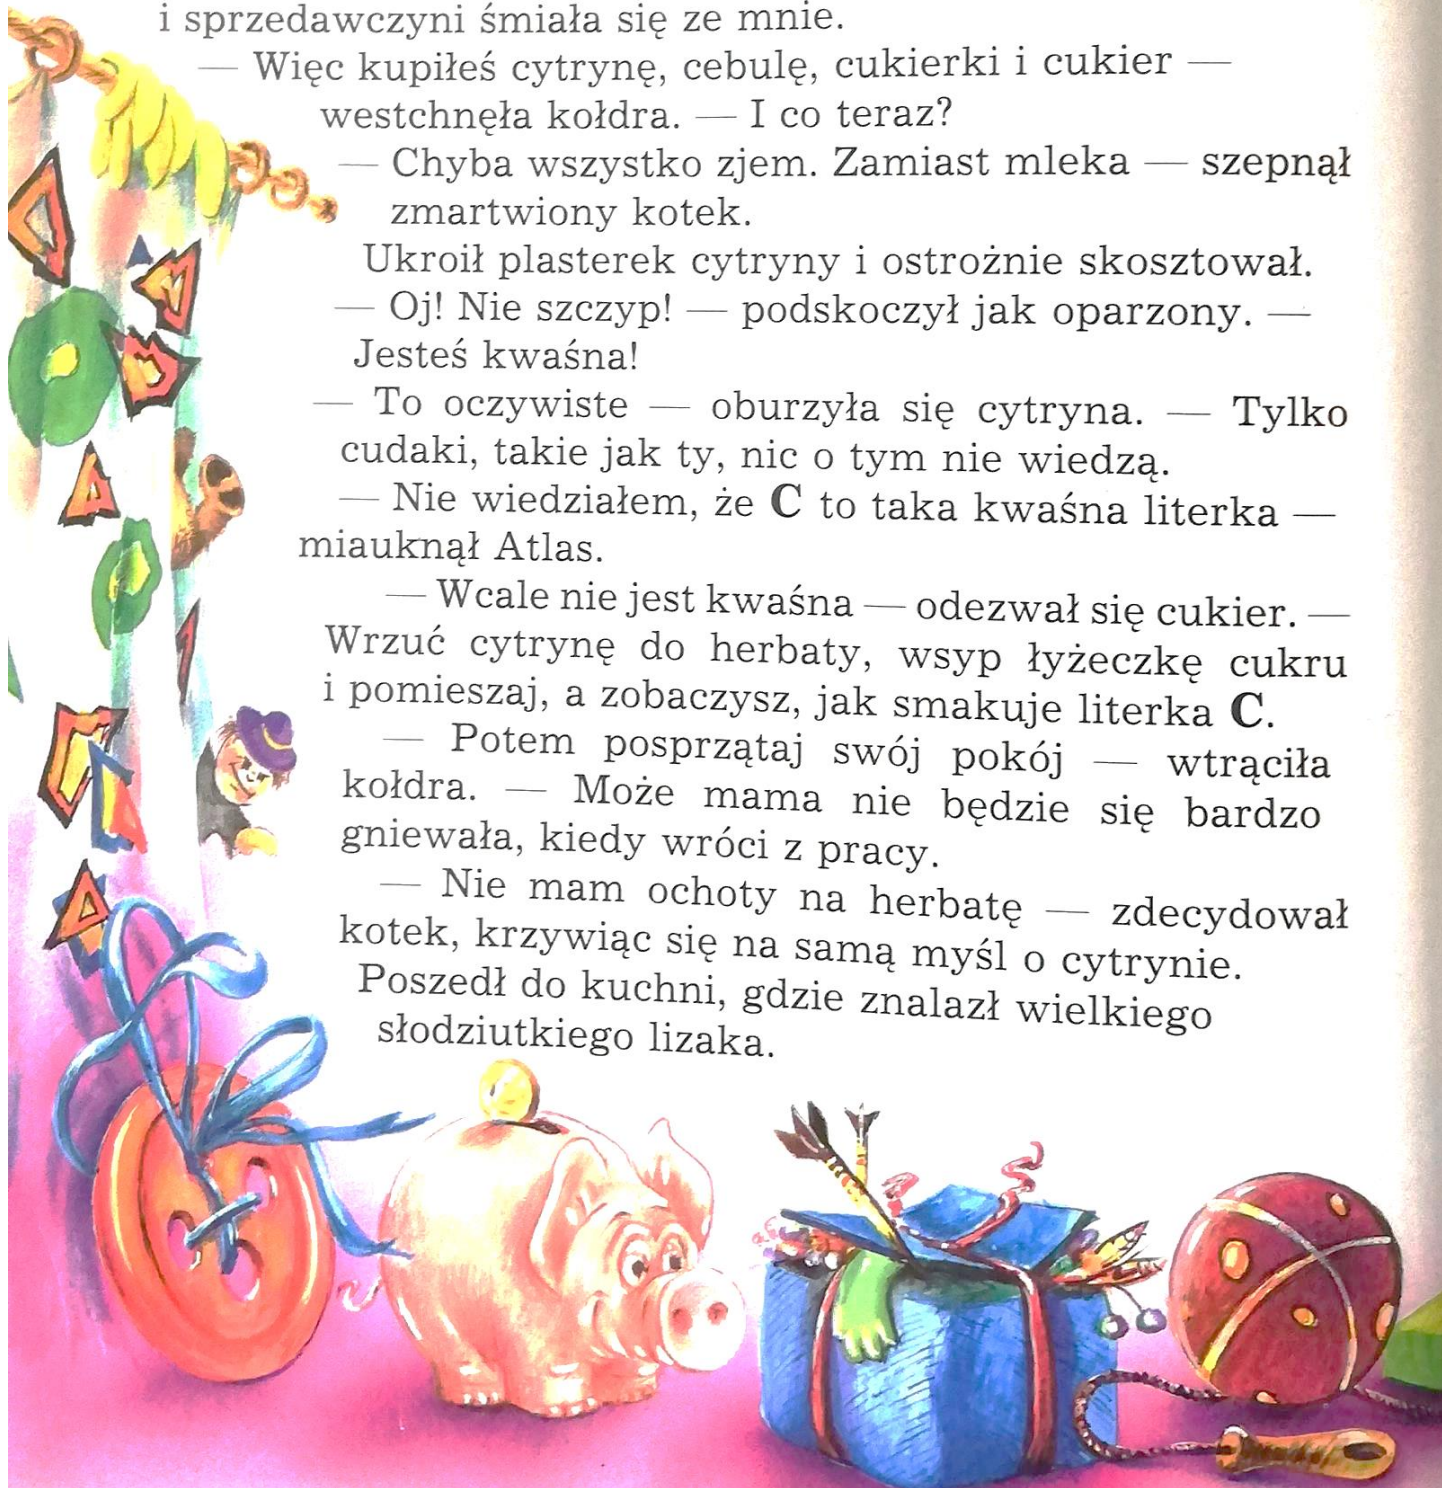 i sprzedawczyni śmiała się ze mnie.
— Więc kupiłeś cytrynę, cebulę, cukierki i cukier —
westchnęła kołdra. — I co teraz?
— Chyba wszystko zjem. Zamiast mleka — szepnął
zmartwiony kotek.
Ukroił plasterek cytryny i ostrożnie skosztował.
— Oj! Nie szczyp! — podskoczył jak oparzony. —
Jesteś kwaśna!
— To oczywiste — oburzyła się cytryna. — Tylko
cudaki, takie jak ty, nic o tym nie wiedzą.
— Nie wiedziałem, że C to taka kwaśna literka —
miauknął Atlas.
— Wcale nie jest kwaśna — odezwał się cukier. —
Wrzuć cytrynę do herbaty, wsyp łyżeczkę cukru
i pomieszaj, a zobaczysz, jak smakuje literka C.
— Potem posprzątaj swój pokój — wtrąciła
kołdra. — Może mama nie będzie się bardzo
gniewała, kiedy wróci z pracy.
— Nie mam ochoty na herbatę — zdecydował
kotek, krzywiąc się na samą myśl o cytrynie.
Poszedł do kuchni, gdzie znalazł wielkiego
słodziutkiego lizaka.